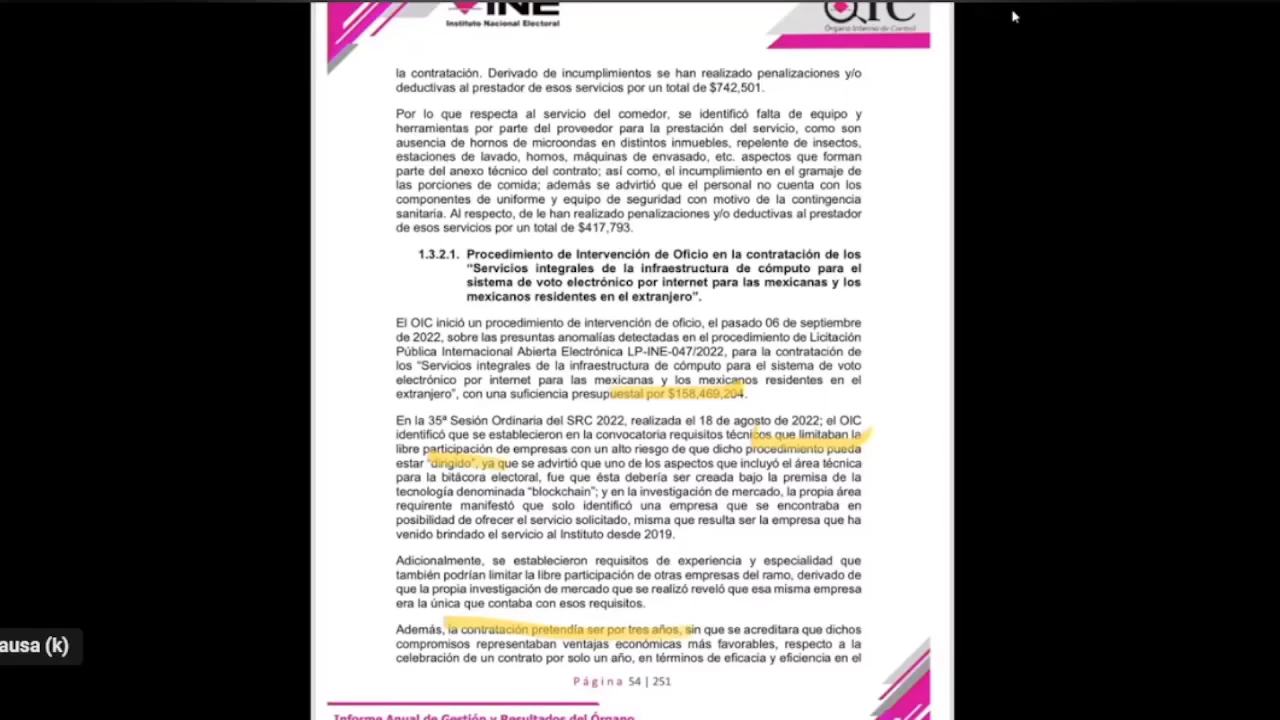 INE
Instituto Nacional Electoral
OIC
Órgano Interno de Control
la contratación. Derivado de incumplimientos se han realizado penalizaciones y/o
deductivas al prestador de esos servicios por un total de $742,501.
Por lo que respecta al servicio del comedor, se identificó falta de equipo y
herramientas por parte del proveedor para la prestación del servicio, como son
ausencia de hornos de microondas en distintos inmuebles, repelente de insectos,
estaciones de lavado, hornos, máquinas de envasado, etc. aspectos que forman
parte del anexo técnico del contrato; así como, el incumplimiento en el gramaje de
las porciones de comida; además se advirtió que el personal no cuenta con los
componentes de uniforme y equipo de seguridad con motivo de la contingencia
sanitaria. Al respecto, de le han realizado penalizaciones y/o deductivas al prestador
de esos servicios por un total de $417,793.
1.3.2.1. Procedimiento de Intervención de Oficio en la contratación de los
“Servicios integrales de la infraestructura de cómputo para el
sistema de voto electrónico por internet para las mexicanas y los
mexicanos residentes en el extranjero”.
El OIC inició un procedimiento de intervención de oficio, el pasado 06 de septiembre
de 2022, sobre las presuntas anomalías detectadas en el procedimiento de Licitación
Pública Internacional Abierta Electrónica LP-INE-047/2022, para la contratación de
los “Servicios integrales de la infraestructura de cómputo para el sistema de voto
electrónico por internet para las mexicanas y los mexicanos residentes en el
extranjero”, con una suficiencia presupuestal por $158,469,204.
En la 35ª Sesión Ordinaria del SRC 2022, realizada el 18 de agosto de 2022; el OIC
identificó que se establecieron en la convocatoria requisitos técnicos que limitaban la
libre participación de empresas con un alto riesgo de que dicho procedimiento pueda
estar “dirigido”, ya que se advirtió que uno de los aspectos que incluyó el área técnica
para la bitácora electoral, fue que ésta debería ser creada bajo la premisa de la
tecnología denominada “blockchain”; y en la investigación de mercado, la propia área
requirente manifestó que solo identificó una empresa que se encontraba en
posibilidad de ofrecer el servicio solicitado, misma que resulta ser la empresa que ha
venido brindado el servicio al Instituto desde 2019.
Adicionalmente, se establecieron requisitos de experiencia y especialidad que
también podrían limitar la libre participación de otras empresas del ramo, derivado de
que la propia investigación de mercado que se realizó reveló que esa misma empresa
era la única que contaba con esos requisitos.
Además, la contratación pretendía ser por tres años, sin que se acreditara que dichos
compromisos representaban ventajas económicas más favorables, respecto a la
celebración de un contrato por solo un año, en términos de eficacia y eficiencia en el
ausa (k)
Página 54 | 251
Informe Anual de Gestión y Resultados del Órgano